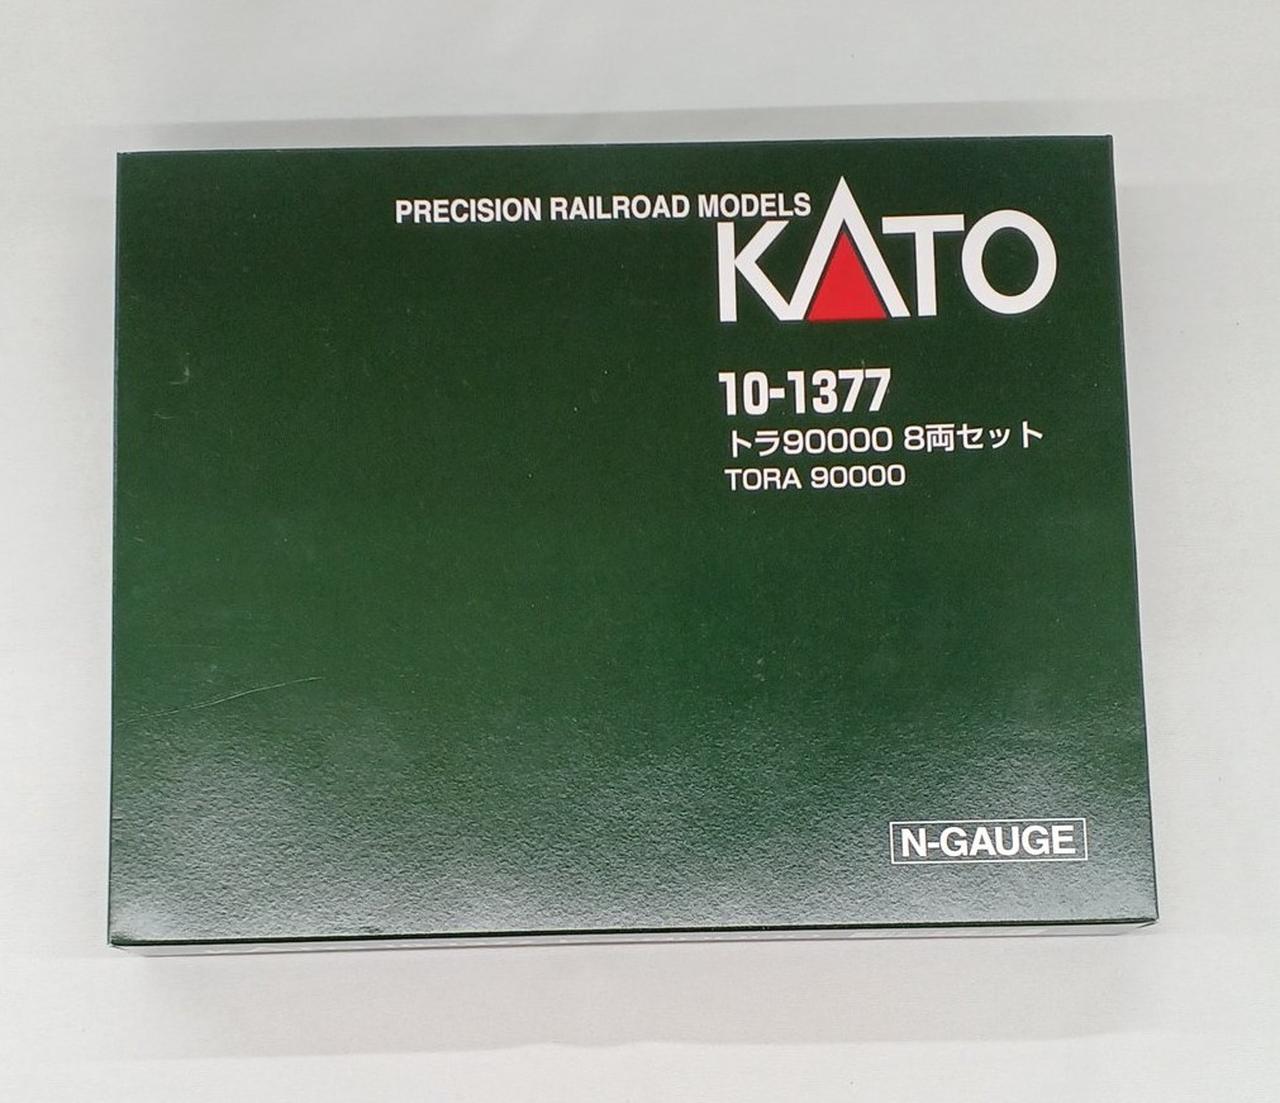 PRECISION RAILROAD MODELS
KATO
10-1377
トラ90000 8両セット
TORA 90000
N-GAUGE